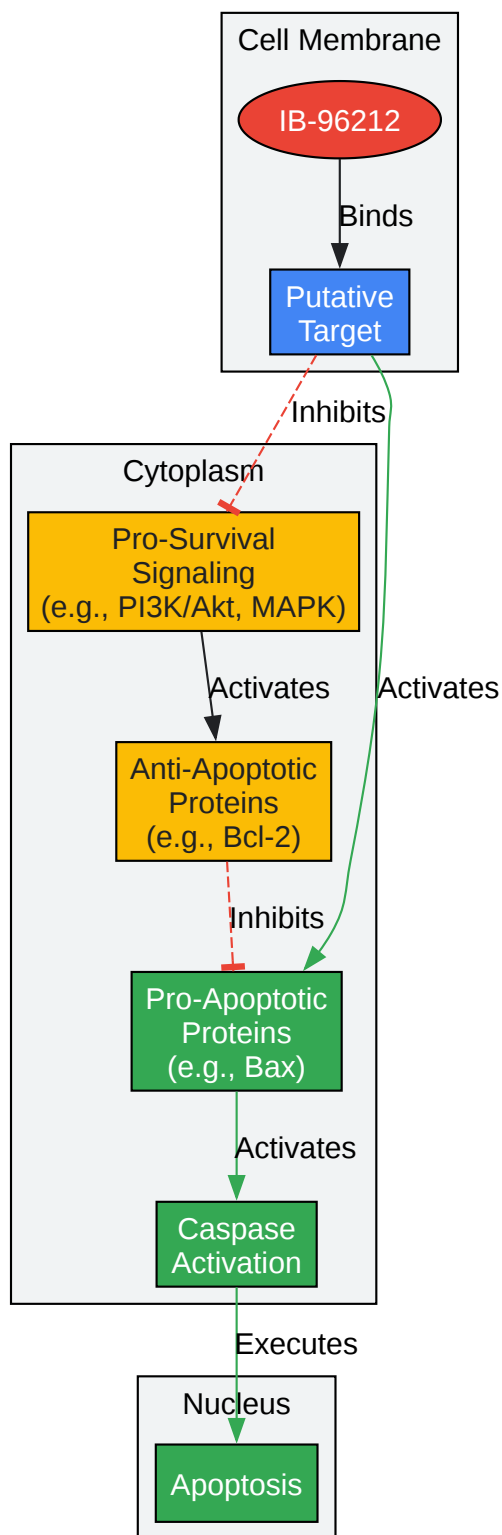 Cell Membrane
IB-96212
Binds
Putative
Target
Inhibits
Cytoplasm
Pro-Survival
Signaling
(e.g., PI3K/Akt, MAPK)
Activates
Activates
Anti-Apoptotic
Proteins
(e.g., Bcl-2)
Inhibits
Pro-Apoptotic
Proteins
(e.g., Bax)
Activates
Caspase
Activation
Executes
Nucleus
Apoptosis